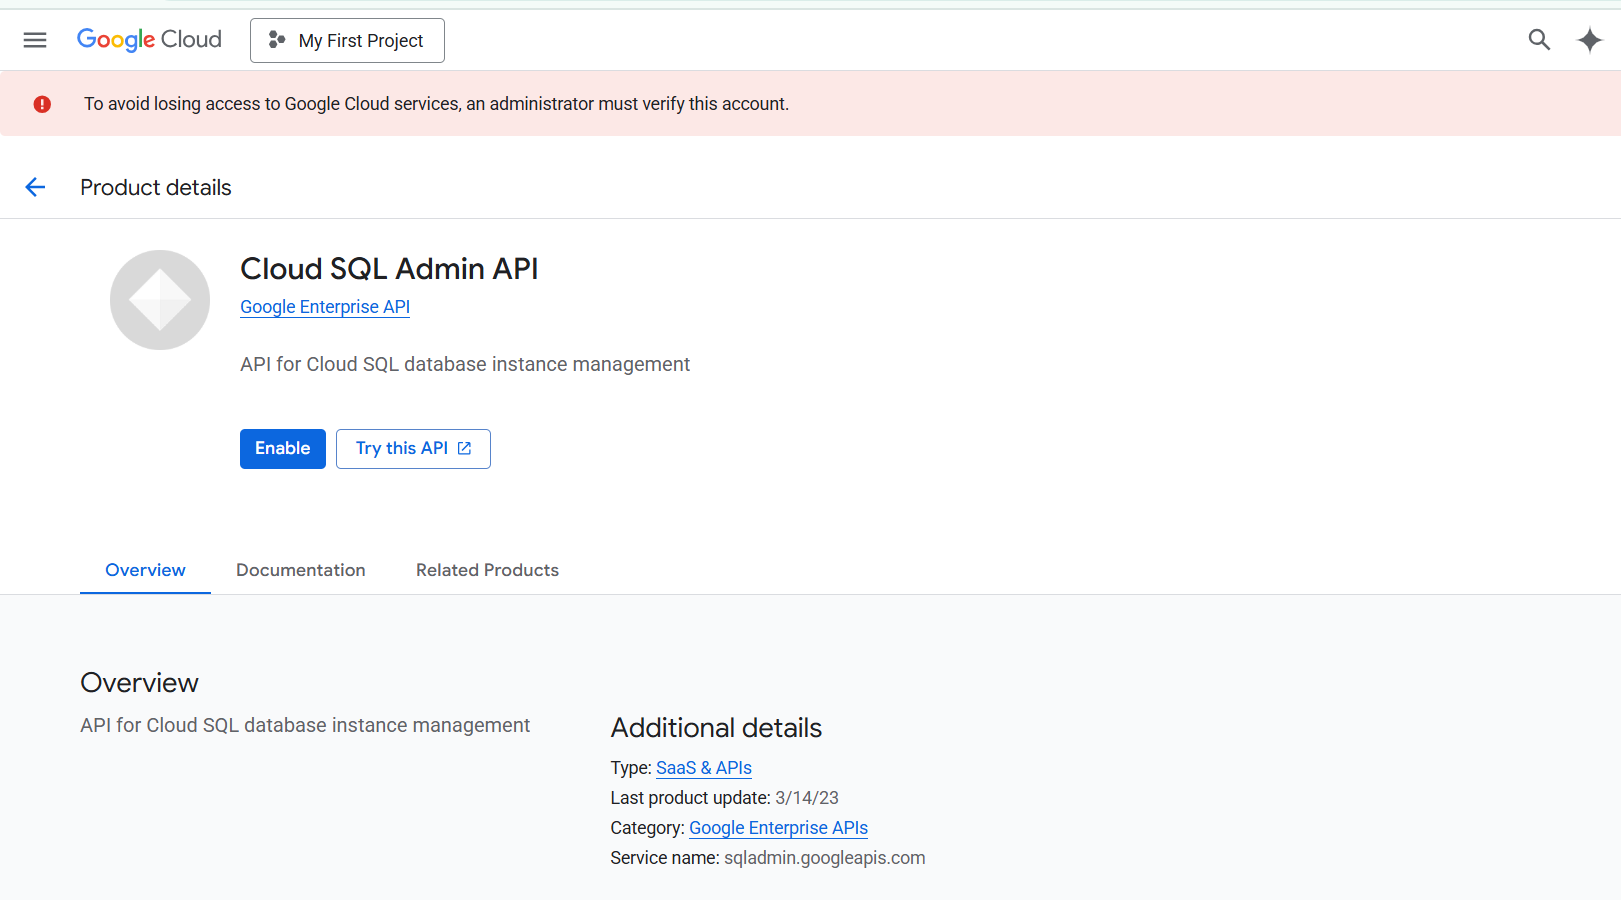 Google Cloud
My First Project
To avoid losing access to Google Cloud services, an administrator must verify this account.
Product details
Cloud SQL Admin API
Google Enterprise API
API for Cloud SQL database instance management
Enable
Try this API
Overview
Documentation
Related Products
Overview
API for Cloud SQL database instance management
Additional details
Type: SaaS & APIs
Last product update: 3/14/23
Category: Google Enterprise APIs
Service name: sqladmin.googleapis.com